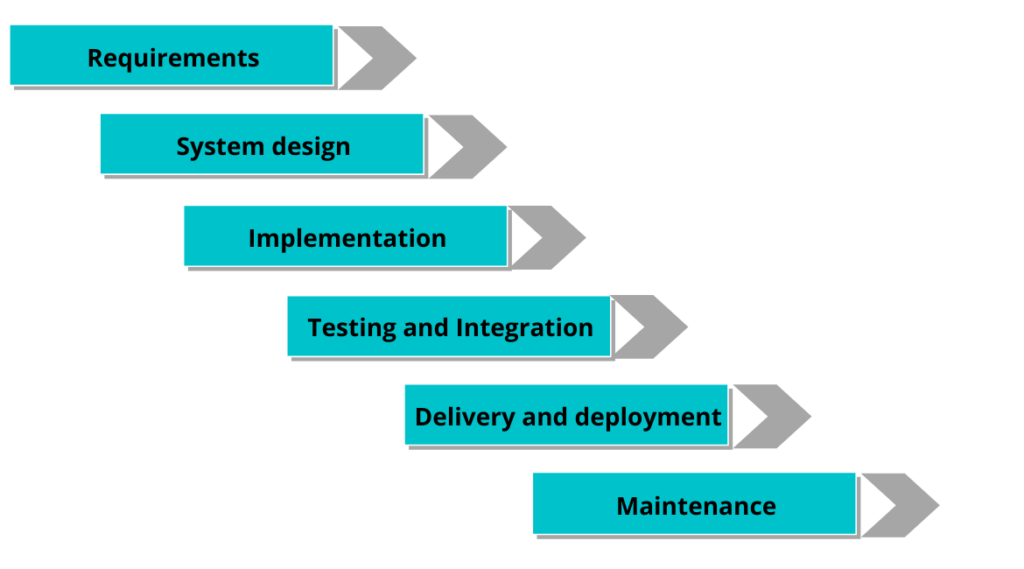 Requirements
System design
Implementation
Testing and Integration
Delivery and deployment
Maintenance